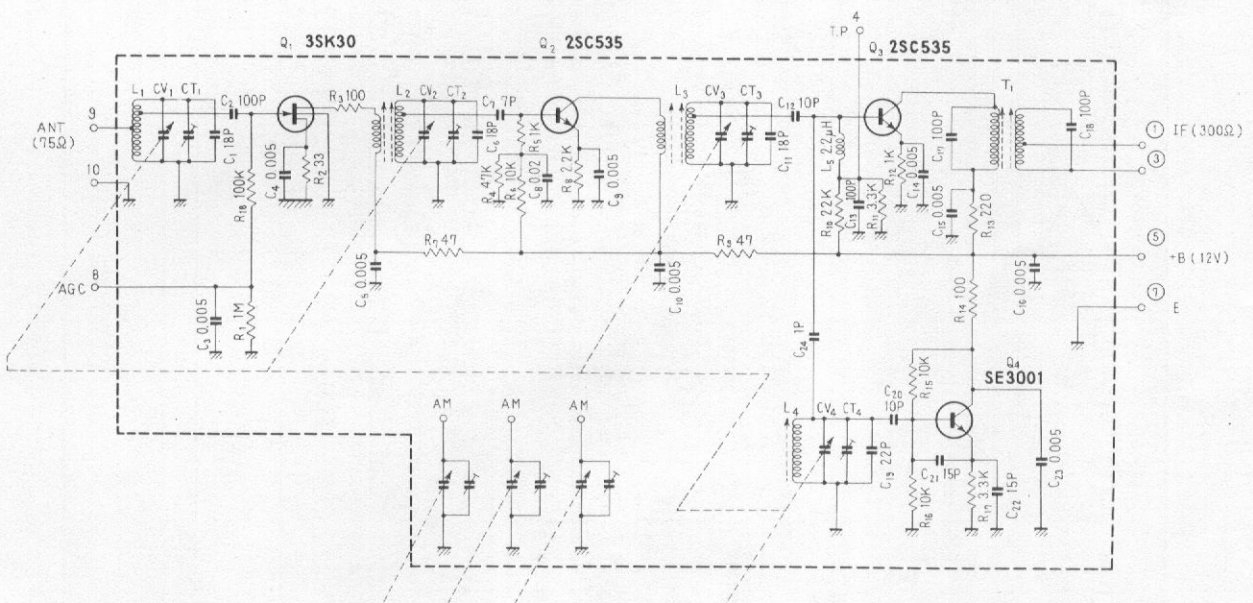 Q1 3SK30
Q2 2SC535
4
T.P
Q3 2SC535
L1 CV1 CT1
C2 100P
R3 100
L2 CV2 CT2
C7 7P
L3 CV3 CT3
C12 10P
T1
9
ANT
(75Ω)
10
C1 18P
R18 100K
C4 0.005
R2 33
C6 18P
R5 1K
R4 47K
R6 10K
C8 0.02
R8 2.2K
C9 0.005
C11 18P
L5 2.2μH
R10 22K
C13 100P
R11 3.3K
R12 1K
C14 0.005
C17 100P
C15 0.005
R13 220
C18 100P
① IF (300Ω)
③
R7 47
R9 47
⑤
+B (12V)
8
AGC
C3 0.005
R1 1M
C5 0.005
C10 0.005
C16 0.005
R14 100
⑦
E
C24 1P
R15 10K
Q4
SE3001
AM
AM
AM
L4 CV4 CT4
C19 22P
C20
10P
C21 15P
R16 10K
R17 3.3K
C22 15P
C23 0.005